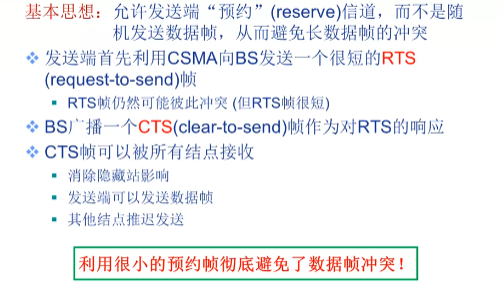 基本思想：允许发送端“预约”(reserve)信道，而不是随
机发送数据帧，从而避免长数据帧的冲突
发送端首先利用CSMA向BS发送一个很短的RTS
(request-to-send)帧
RTS帧仍然可能彼此冲突 (但RTS帧很短)
BS广播一个CTS(clear-to-send)帧作为对RTS的响应
CTS帧可以被所有结点接收
消除隐藏站影响
发送端可以发送数据帧
其他结点推迟发送
利用很小的预约帧彻底避免了数据帧冲突！